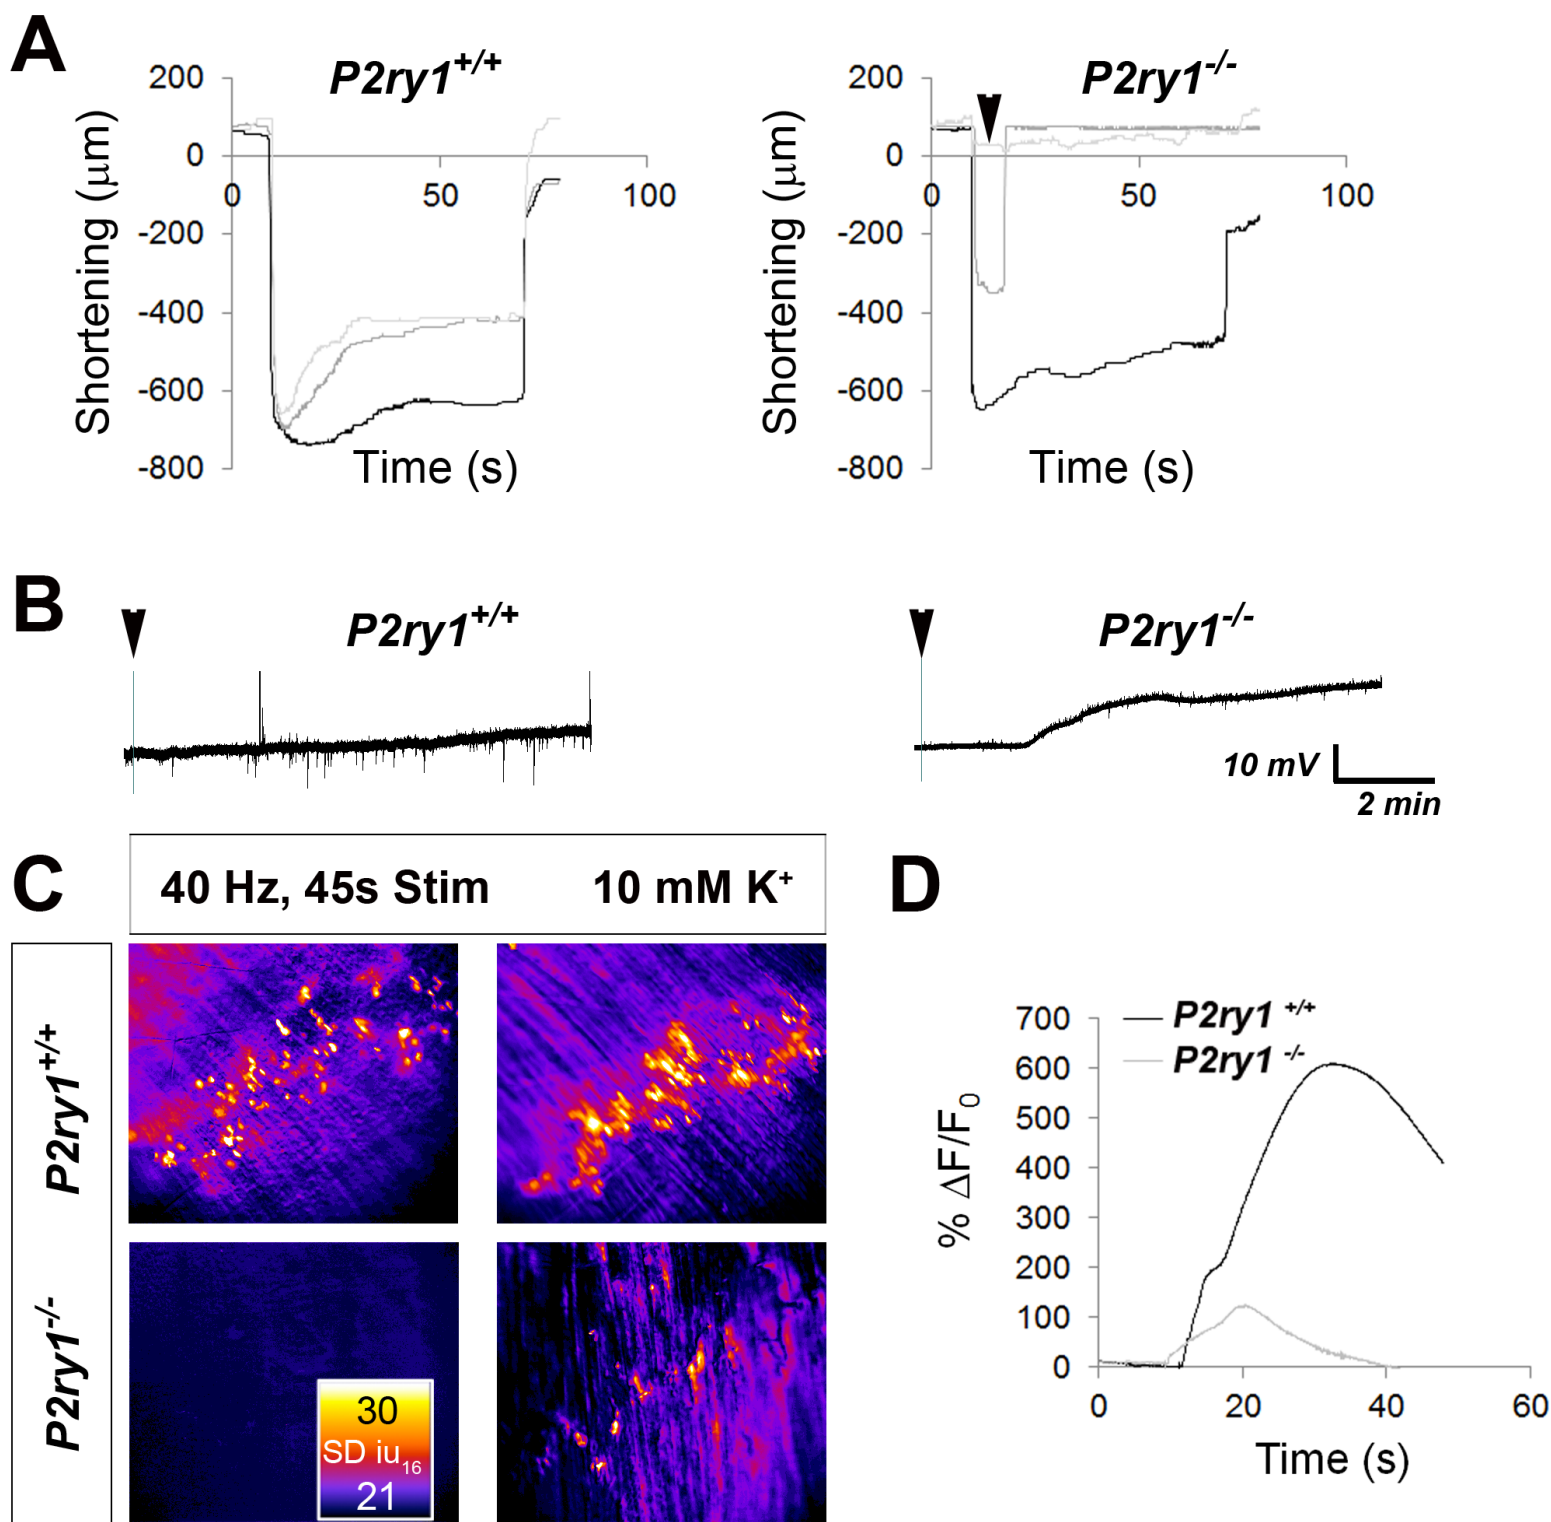 A
P2ry1+/+
P2ry1-/-
Shortening (μm)
200
0
-200
-400
-600
-800
0
50
100
Time (s)
Shortening (μm)
200
0
-200
-400
-600
-800
0
50
100
Time (s)
B
P2ry1+/+
P2ry1-/-
10 mV
2 min
C
40 Hz, 45s Stim
10 mM K+
P2ry1+/+
P2ry1-/-
30
SD iu16
21
D
P2ry1 +/+
P2ry1 -/-
% ΔF/F0
700
600
500
400
300
200
100
0
0
20
40
60
Time (s)